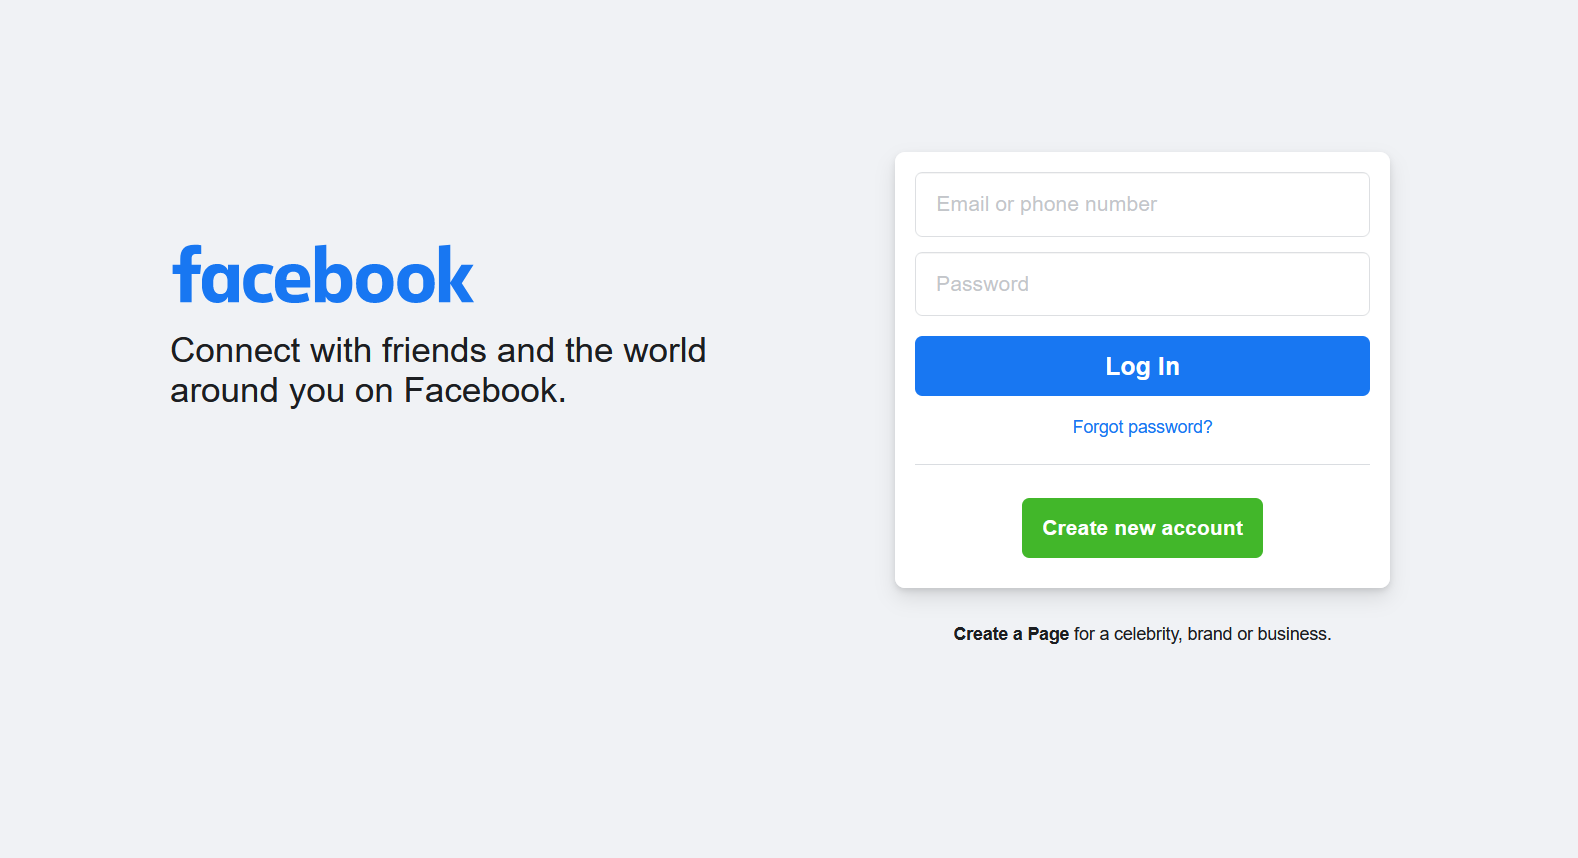 facebook
Connect with friends and the world
around you on Facebook.
Email or phone number
Password
Log In
Forgot password?
Create new account
Create a Page for a celebrity, brand or business.